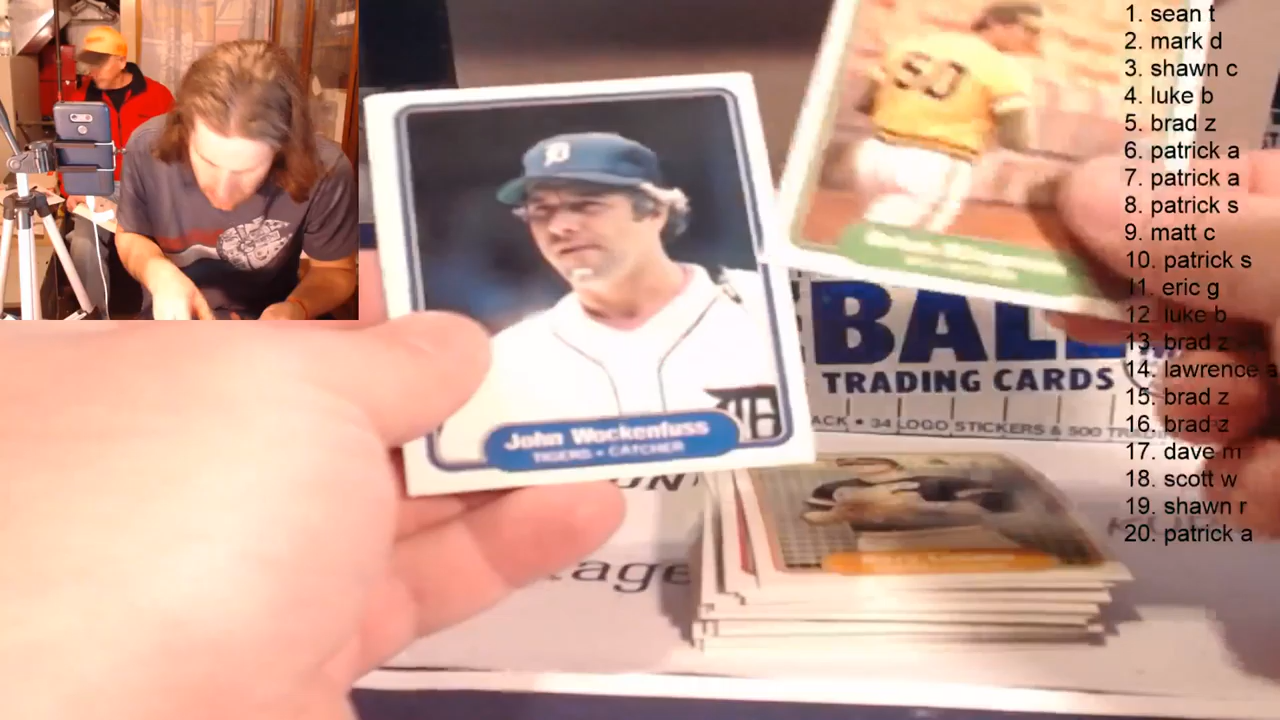 1. sean t
2. mark d
3. shawn c
4. luke b
5. brad z
6. patrick a
7. patrick a
8. patrick s
9. matt c
10. patrick s
11. eric g
12. luke b
13. brad z
14. lawrence s
15. brad z
16. brad z
17. dave m
18. scott w
19. shawn r
20. patrick a
50
D
John Wockenfuss
TIGERS • CATCHER
BALL
TRADING CARDS
ACK • 34 LOGO STICKERS & 500 TRADI
age